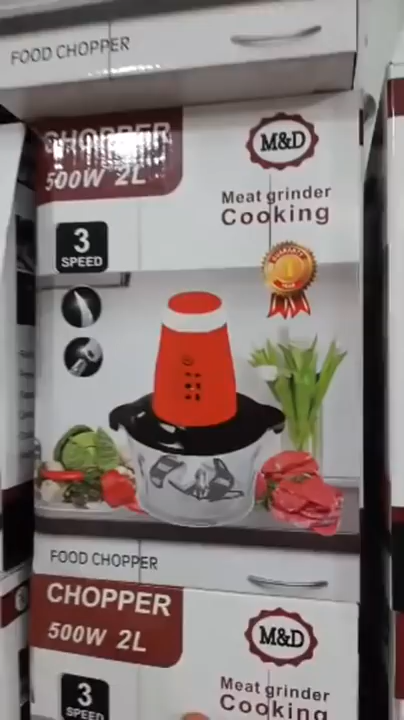 FOOD CHOPPER
CHOPPER
500W 2L
M&D
Meat grinder
Cooking
3
SPEED
FOOD CHOPPER
CHOPPER
500W 2L
M&D
Meat grinder
Cooking
3
SPEED